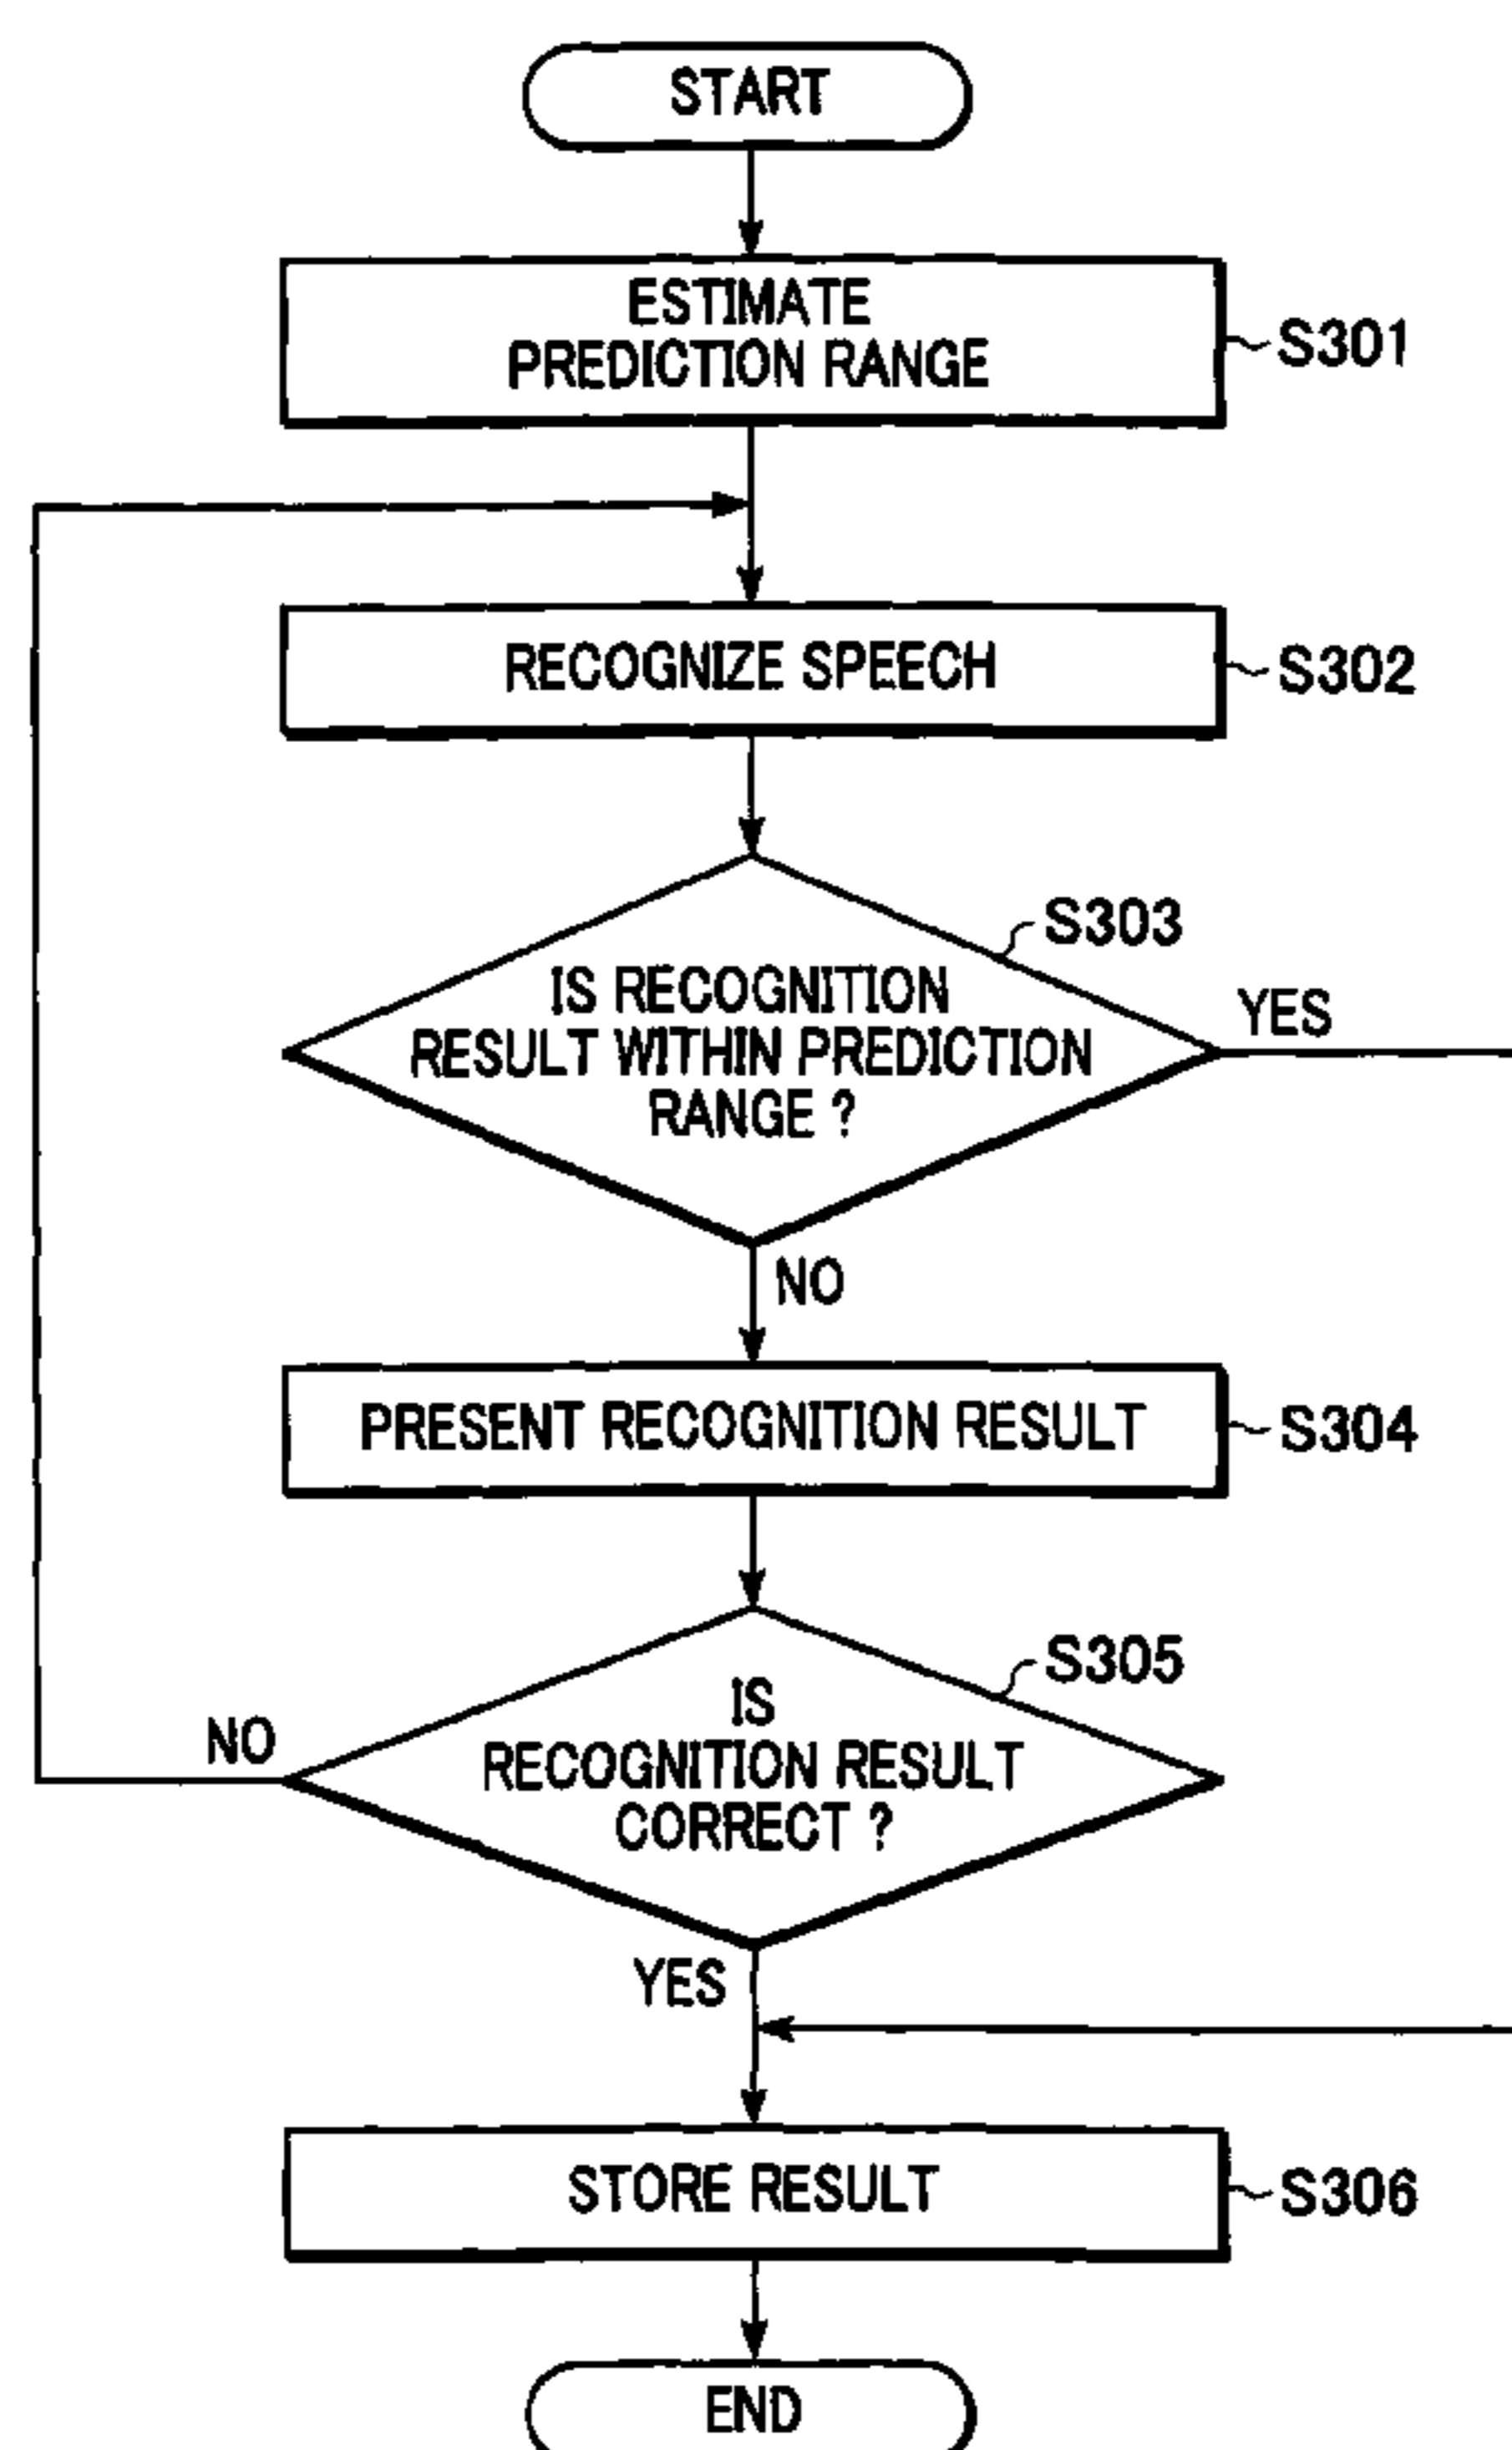 START
ESTIMATE
PREDICTION RANGE
S301
RECOGNIZE SPEECH
S302
S303
IS RECOGNITION
RESULT WITHIN PREDICTION
RANGE ?
YES
NO
PRESENT RECOGNITION RESULT
S304
S305
IS
RECOGNITION RESULT
CORRECT ?
NO
YES
STORE RESULT
S306
END